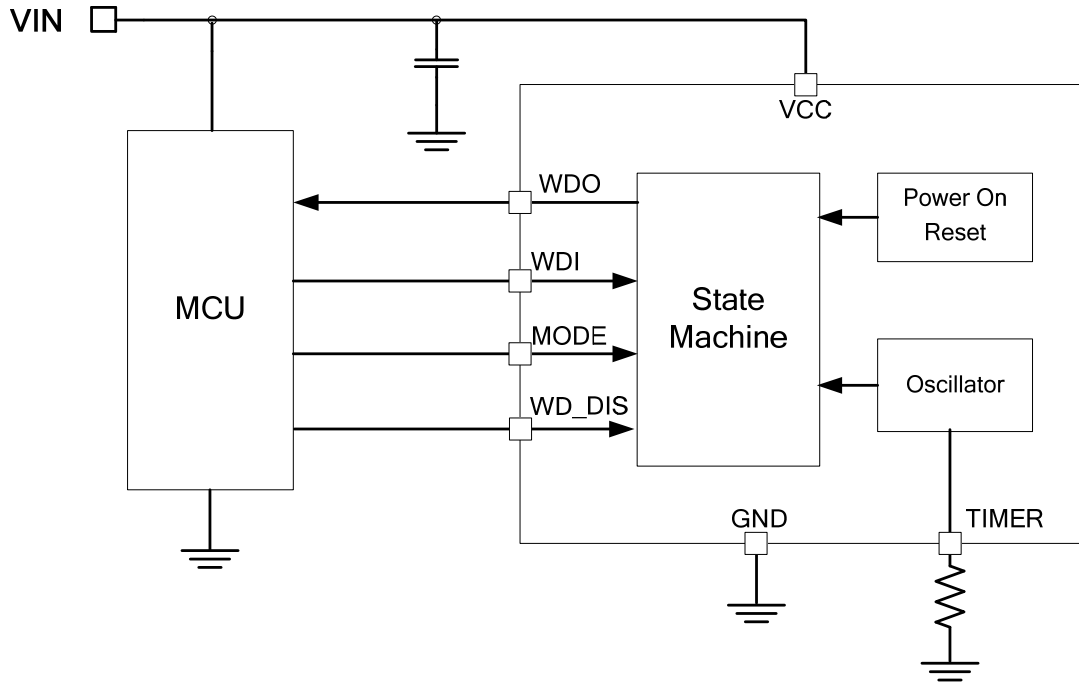 VIN
VCC
WDO
Power On
Reset
WDI
MCU
State
Machine
MODE
Oscillator
WD_DIS
GND
TIMER